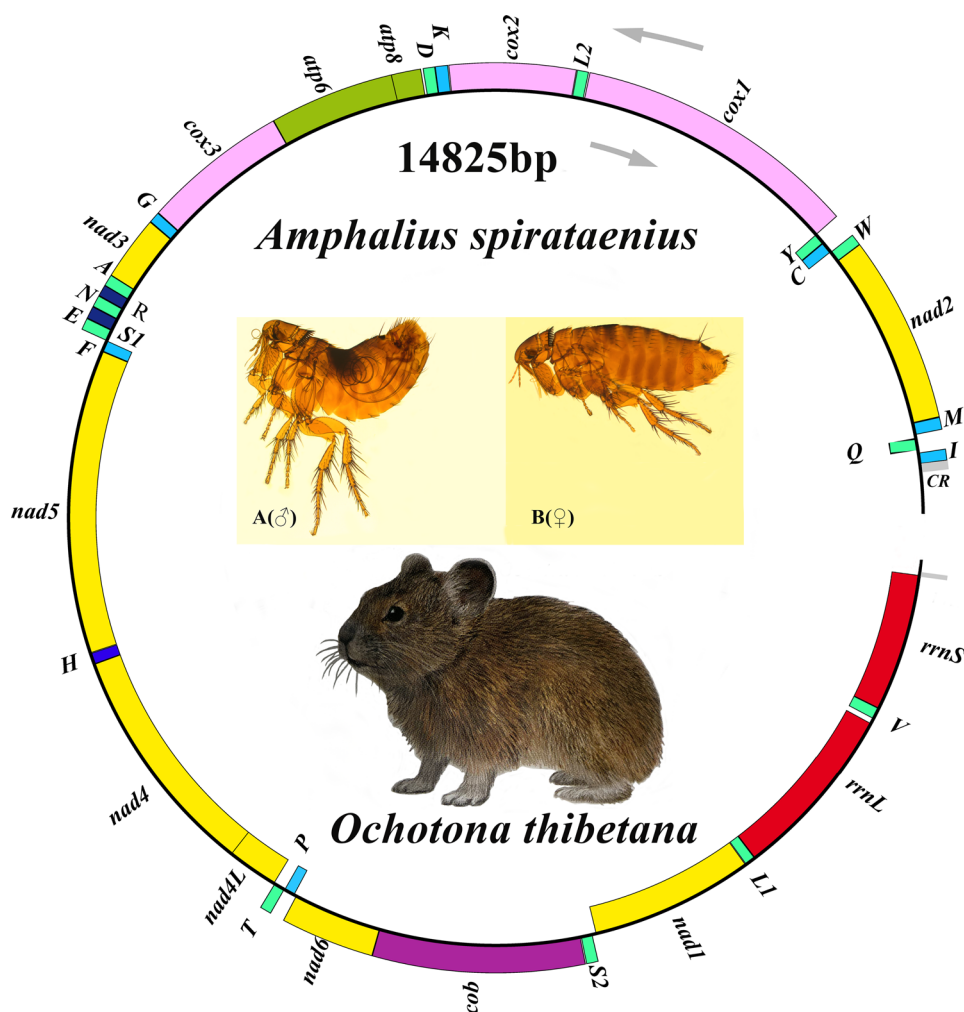 K
cox2
L2
D
atp8
atp6
cox1
cox3
14825bp
G
nad3
W
Amphalius spirataenius
Y
C
A
N
R
E
S1
F
nad2
M
Q
I
CR
A(♂)
B(♀)
nad5
rrnS
H
V
rrnL
nad4
Ochotona thibetana
P
nad4L
L1
T
nad1
nad6
S2
cob